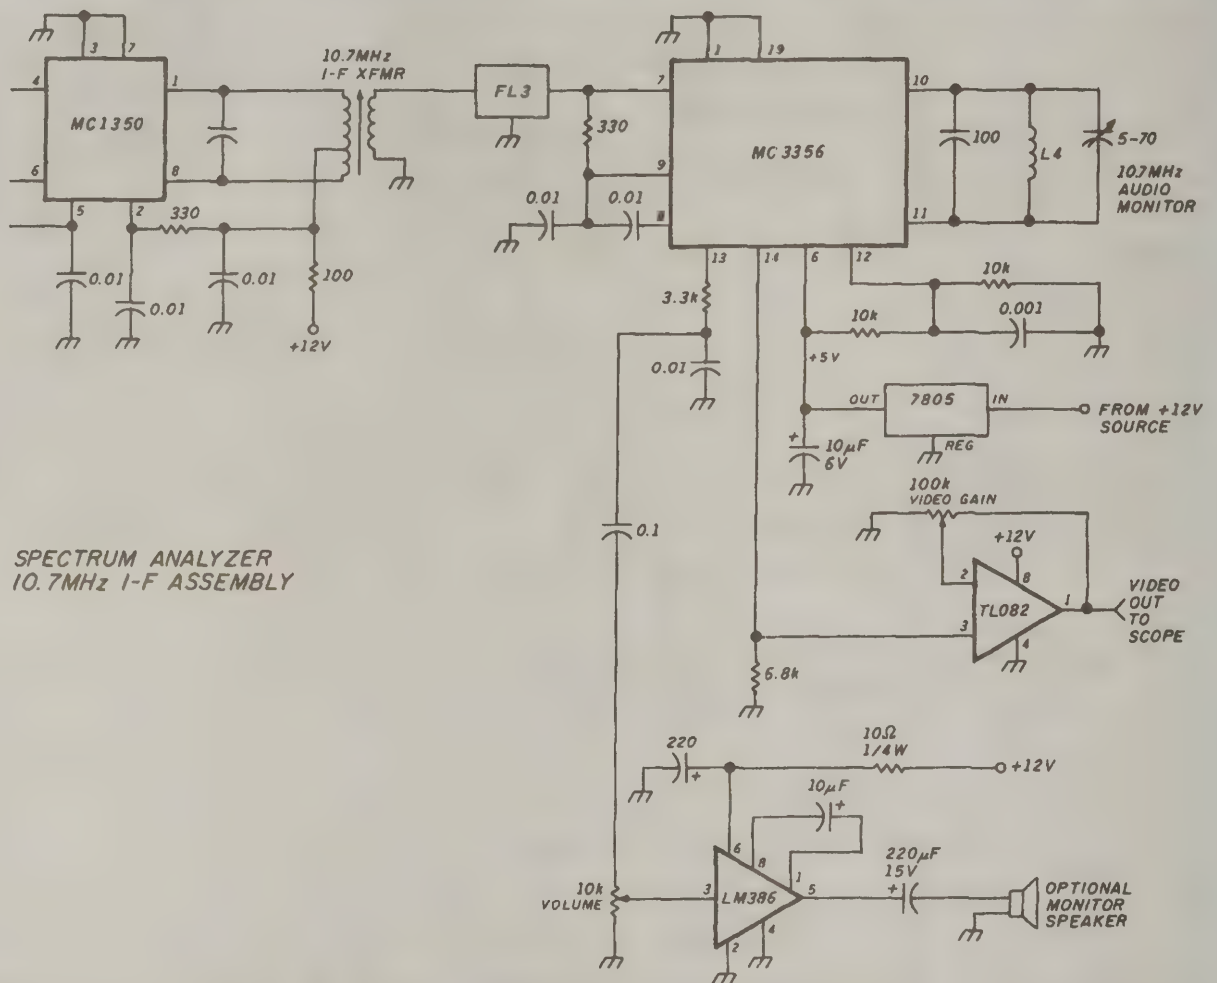 3
7
4
1
MC1350
6
8
5
2
330
0.01
0.01
0.01
100
+12V
10.7MHz
I-F XFMR
FL3
330
0.01
0.01
1
19
7
10
MC3356
9
11
13
14
6
12
100
L4
5-70
10.7MHz
AUDIO
MONITOR
3.3k
0.01
10k
10k
0.001
+5V
OUT
7805
IN
REG
FROM +12V
SOURCE
+
10µF
6V
100k
VIDEO GAIN
+12V
2
8
TL082
1
3
4
VIDEO
OUT
TO
SCOPE
0.1
6.8k
SPECTRUM ANALYZER
10.7MHz I-F ASSEMBLY
220
+
10Ω
1/4W
+12V
10µF
+
6
8
1
3
LM386
5
4
2
10k
VOLUME
220µF
15V
+
OPTIONAL
MONITOR
SPEAKER